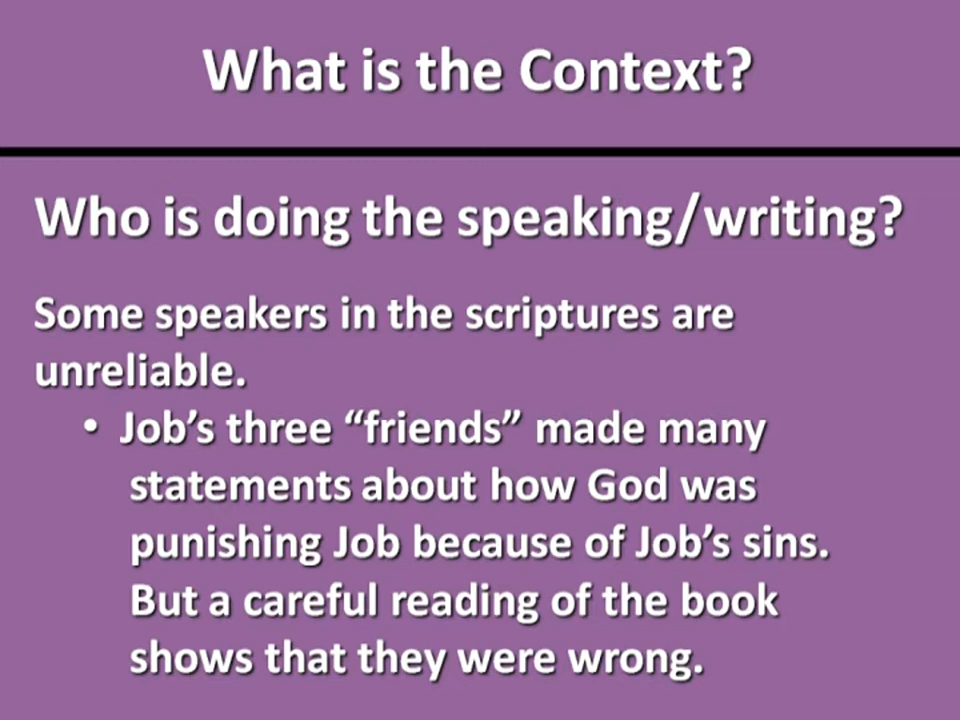 What is the Context?
Who is doing the speaking/writing?
Some speakers in the scriptures are
unreliable.
• Job’s three “friends” made many
statements about how God was
punishing Job because of Job’s sins.
But a careful reading of the book
shows that they were wrong.